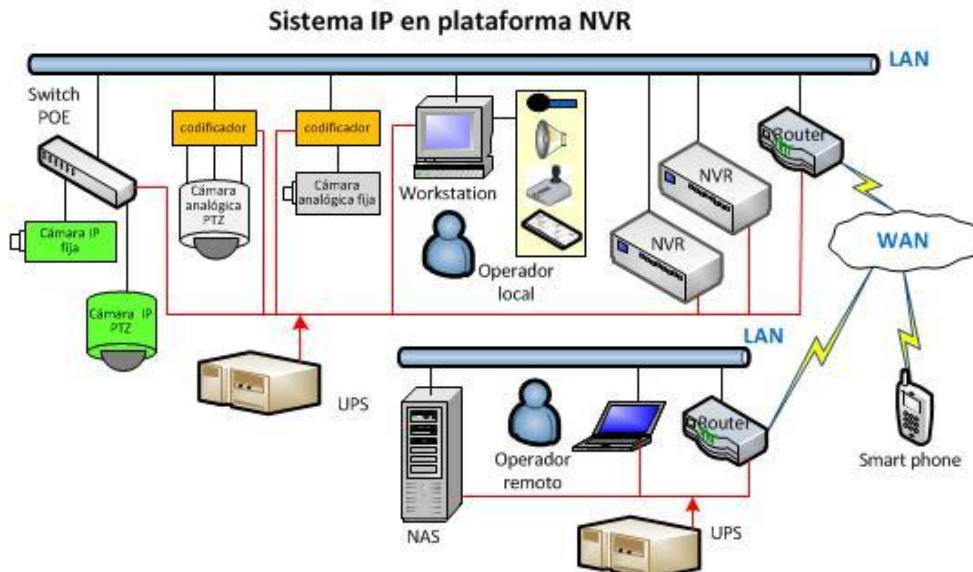 Sistema IP en plataforma NVR
LAN
Switch
POE
codificador
codificador
Router
Cámara
analógica
PTZ
Cámara
analógica fija
Workstation
NVR
NVR
Cámara IP
fija
Operador
local
WAN
Cámara IP
PTZ
LAN
UPS
Router
Operador
remoto
Smart phone
NAS
UPS